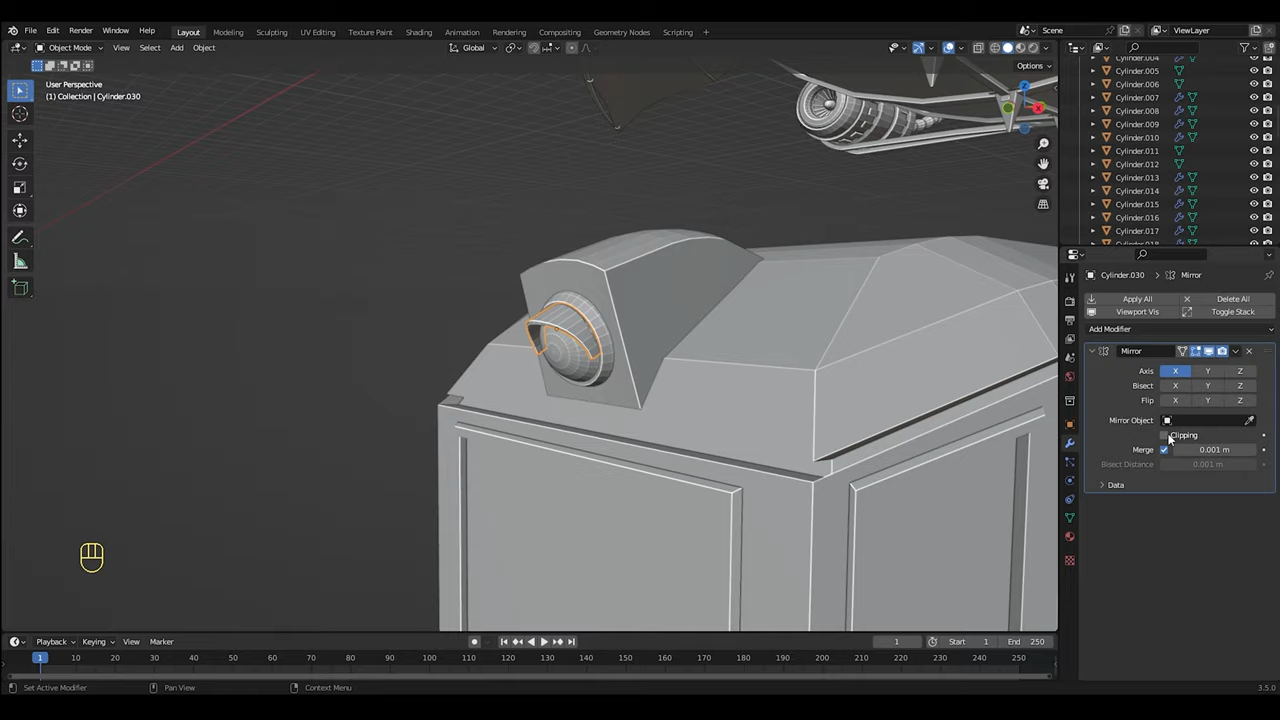 File Edit Render Window Help Layout Modeling Sculpting UV Editing Texture Paint Shading Animation Rendering Compositing Geometry Nodes Scripting + Scene ViewLayer
Object Mode View Select Add Object Global
Options
User Perspective
(1) Collection | Cylinder.030
Cylinder.004
Cylinder.005
Cylinder.006
Cylinder.007
Cylinder.008
Cylinder.009
Cylinder.010
Cylinder.011
Cylinder.012
Cylinder.013
Cylinder.014
Cylinder.015
Cylinder.016
Cylinder.017
Cylinder.030 > Mirror
Apply All Delete All
Viewport Vis Toggle Stack
Add Modifier
Mirror
Axis X Y Z
Bisect X Y Z
Flip X Y Z
Mirror Object
Clipping
Merge 0.001 m
Bisect Distance 0.001 m
Data
Playback Keying View Marker 1 Start 1 End 250
1 10 20 30 40 50 60 70 80 90 100 110 120 130 140 150 160 170 180 190 200 210 220 230 240 250
Set Active Modifier Pan View Context Menu 3.5.0